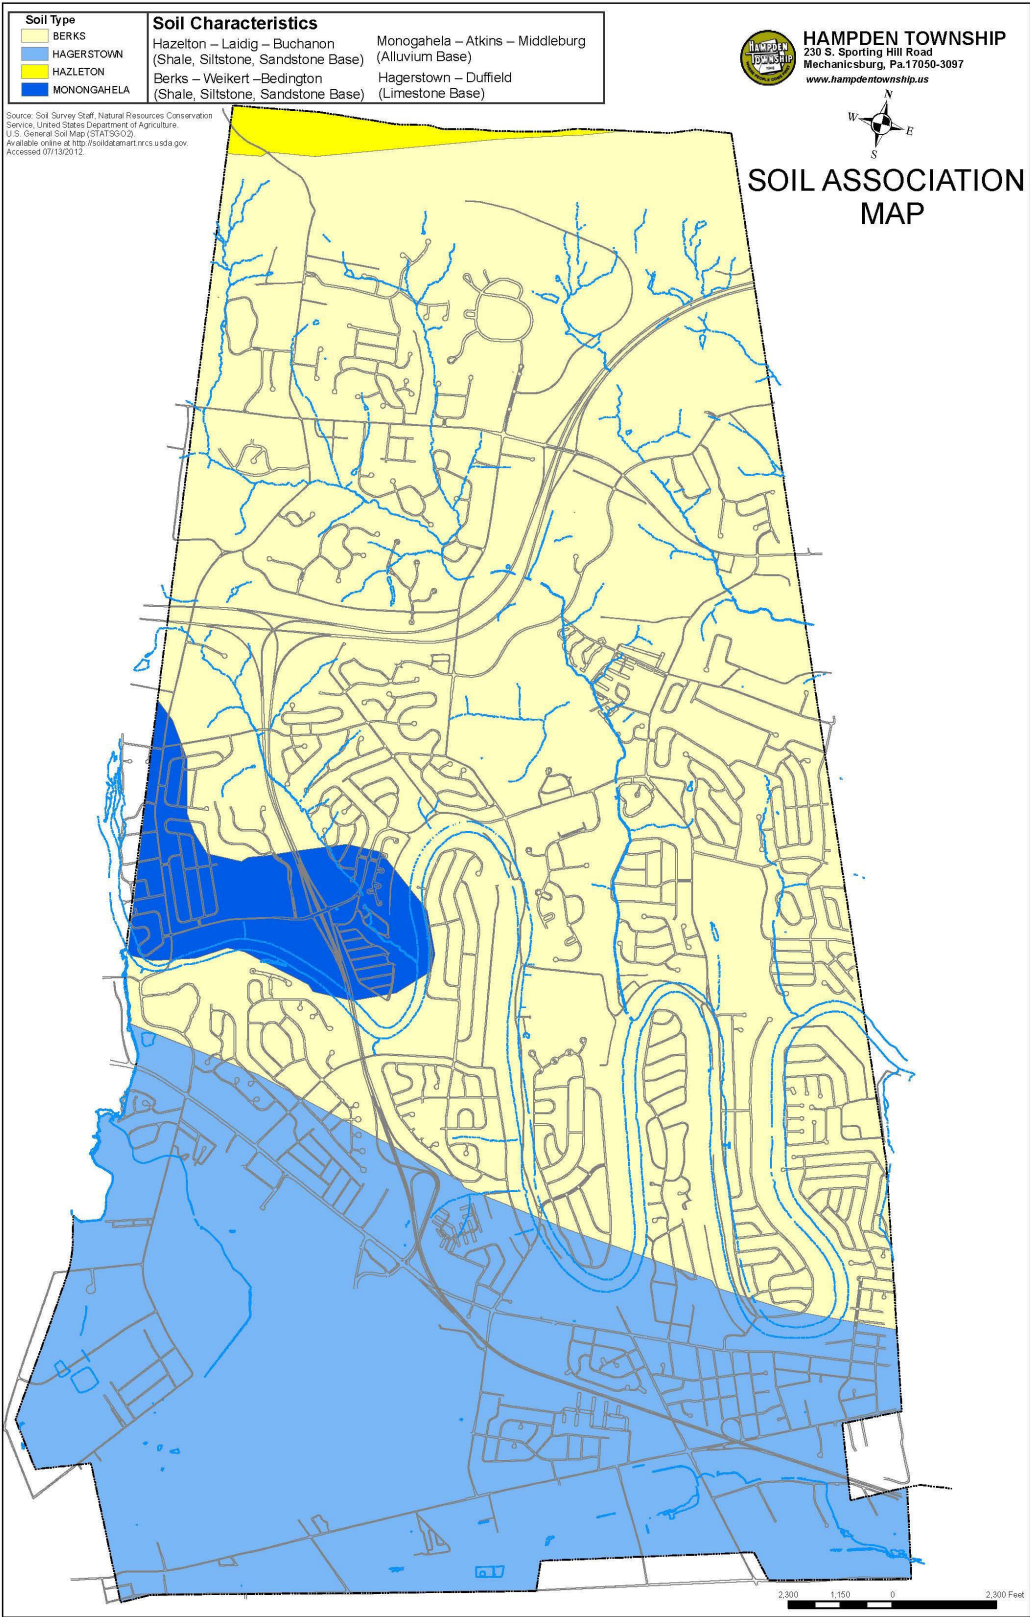 Soil Type
BERKS
HAGERSTOWN
HAZLETON
MONONGAHELA
Soil Characteristics
Hazelton – Laidig – Buchanon
(Shale, Siltstone, Sandstone Base)
Berks – Weikert –Bedington
(Shale, Siltstone, Sandstone Base)
Monogahela – Atkins – Middleburg
(Alluvium Base)
Hagerstown – Duffield
(Limestone Base)
Source: Soil Survey Staff, Natural Resources Conservation
Service, United States Department of Agriculture.
U.S. General Soil Map (STATSGO2).
Available online at http://soildatamart.nrcs.usda.gov.
Accessed 07/13/2012.
HAMPDEN
TOWNSHIP
HAMPDEN TOWNSHIP
230 S. Sporting Hill Road
Mechanicsburg, Pa.17050-3097
www.hampdentownship.us
N
W
E
S
SOIL ASSOCIATION
MAP
2,300 1,150 0 2,300 Feet